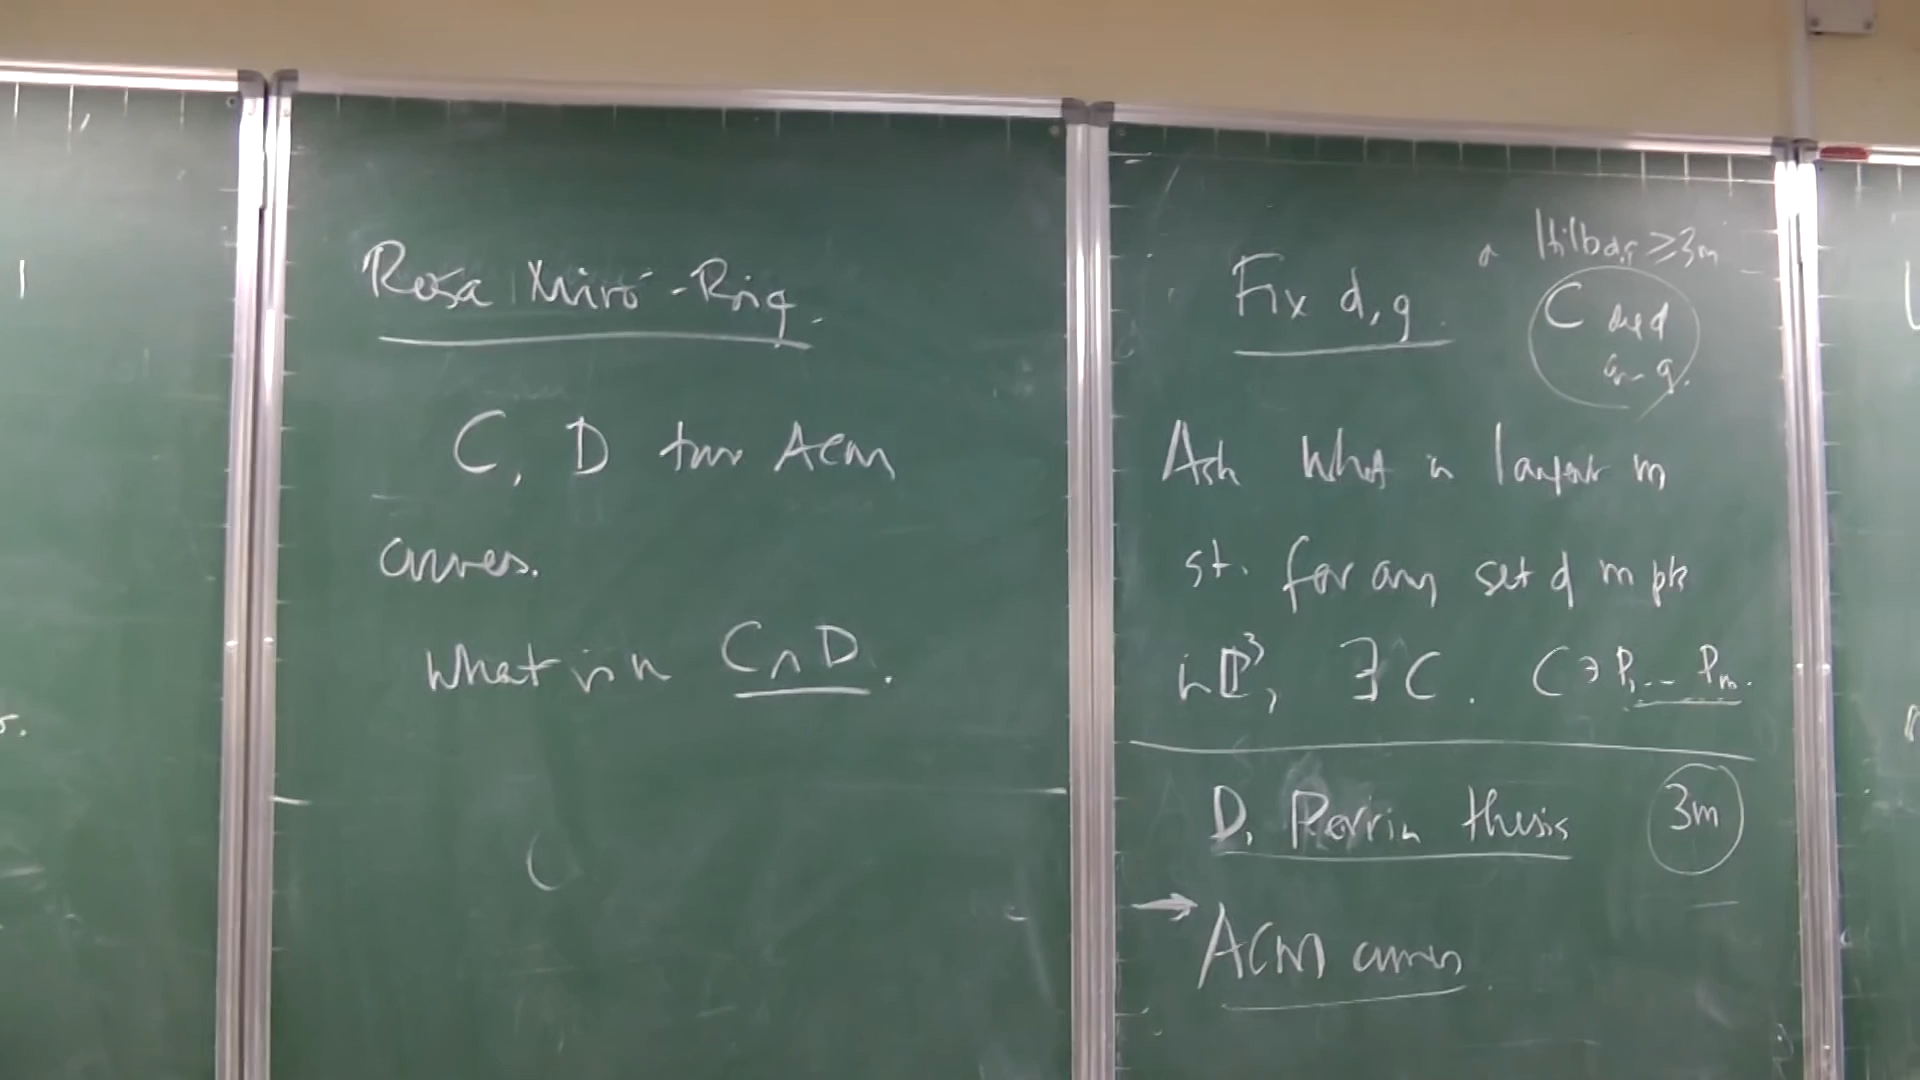 Rosa Miró-Roig.
C, D two ACM
curves.
What is in C∩D.
Hilb d,g ≥ 3m
Fix d, g.
C deg d
g.
Ask What is largest m
st. for any set of m pts
in ℙ³, ∃ C. C ∋ P₁ ... Pₘ.
D. Perrin thesis
3m
→ ACM curves